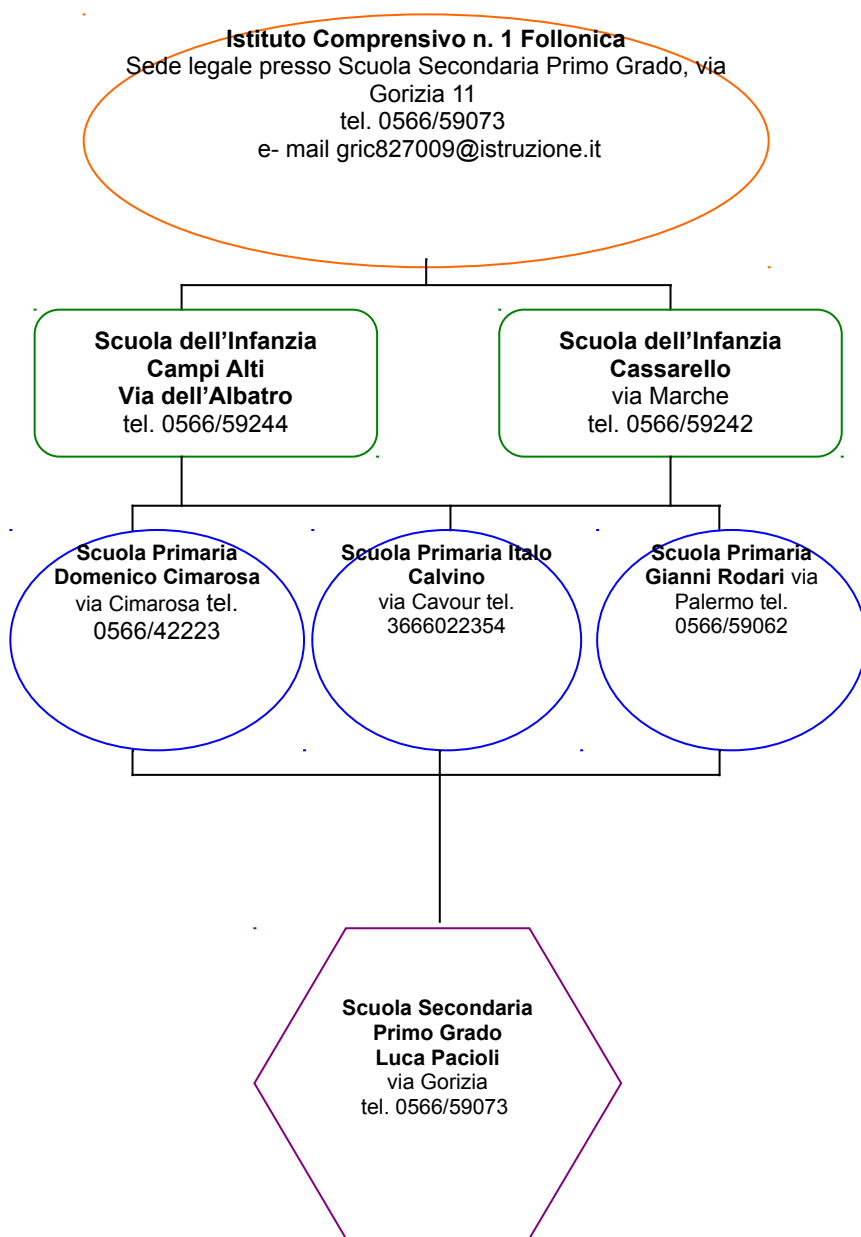 Istituto Comprensivo n. 1 Follonica
Sede legale presso Scuola Secondaria Primo Grado, via
Gorizia 11
tel. 0566/59073
e- mail gric827009@istruzione.it
Scuola dell’Infanzia
Campi Alti
Via dell’Albatro
tel. 0566/59244
Scuola dell’Infanzia
Cassarello
via Marche
tel. 0566/59242
Scuola Primaria
Domenico Cimarosa
via Cimarosa tel.
0566/42223
Scuola Primaria Italo
Calvino
via Cavour tel.
3666022354
Scuola Primaria
Gianni Rodari via
Palermo tel.
0566/59062
Scuola Secondaria
Primo Grado
Luca Pacioli
via Gorizia
tel. 0566/59073